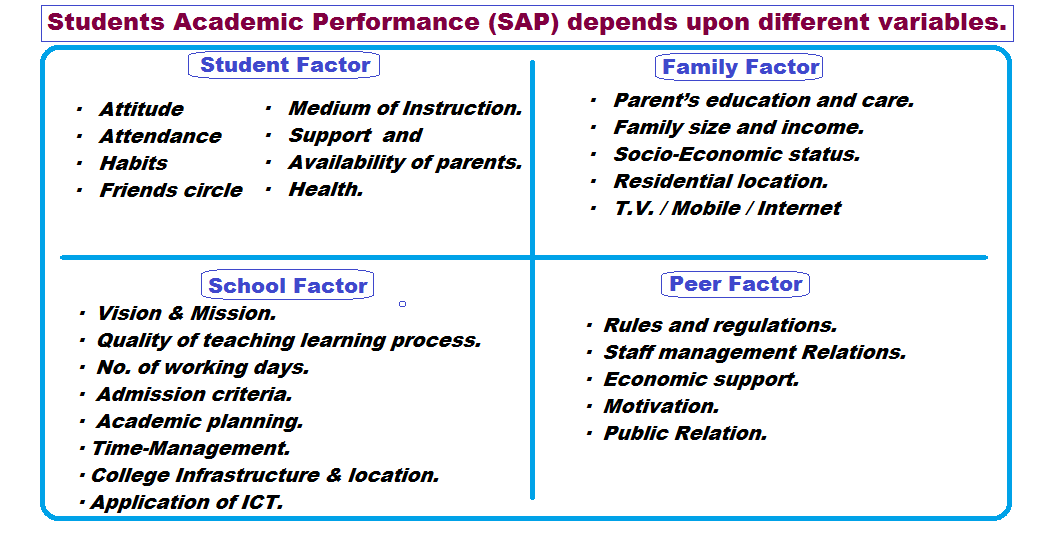 Students Academic Performance (SAP) depends upon different variables.
Student Factor
· Attitude
· Attendance
· Habits
· Friends circle
· Medium of Instruction.
· Support and
· Availability of parents.
· Health.
Family Factor
· Parent's education and care.
· Family size and income.
· Socio-Economic status.
· Residential location.
· T.V. / Mobile / Internet
School Factor
· Vision & Mission.
· Quality of teaching learning process.
· No. of working days.
· Admission criteria.
· Academic planning.
· Time-Management.
· College Infrastructure & location.
· Application of ICT.
Peer Factor
· Rules and regulations.
· Staff management Relations.
· Economic support.
· Motivation.
· Public Relation.